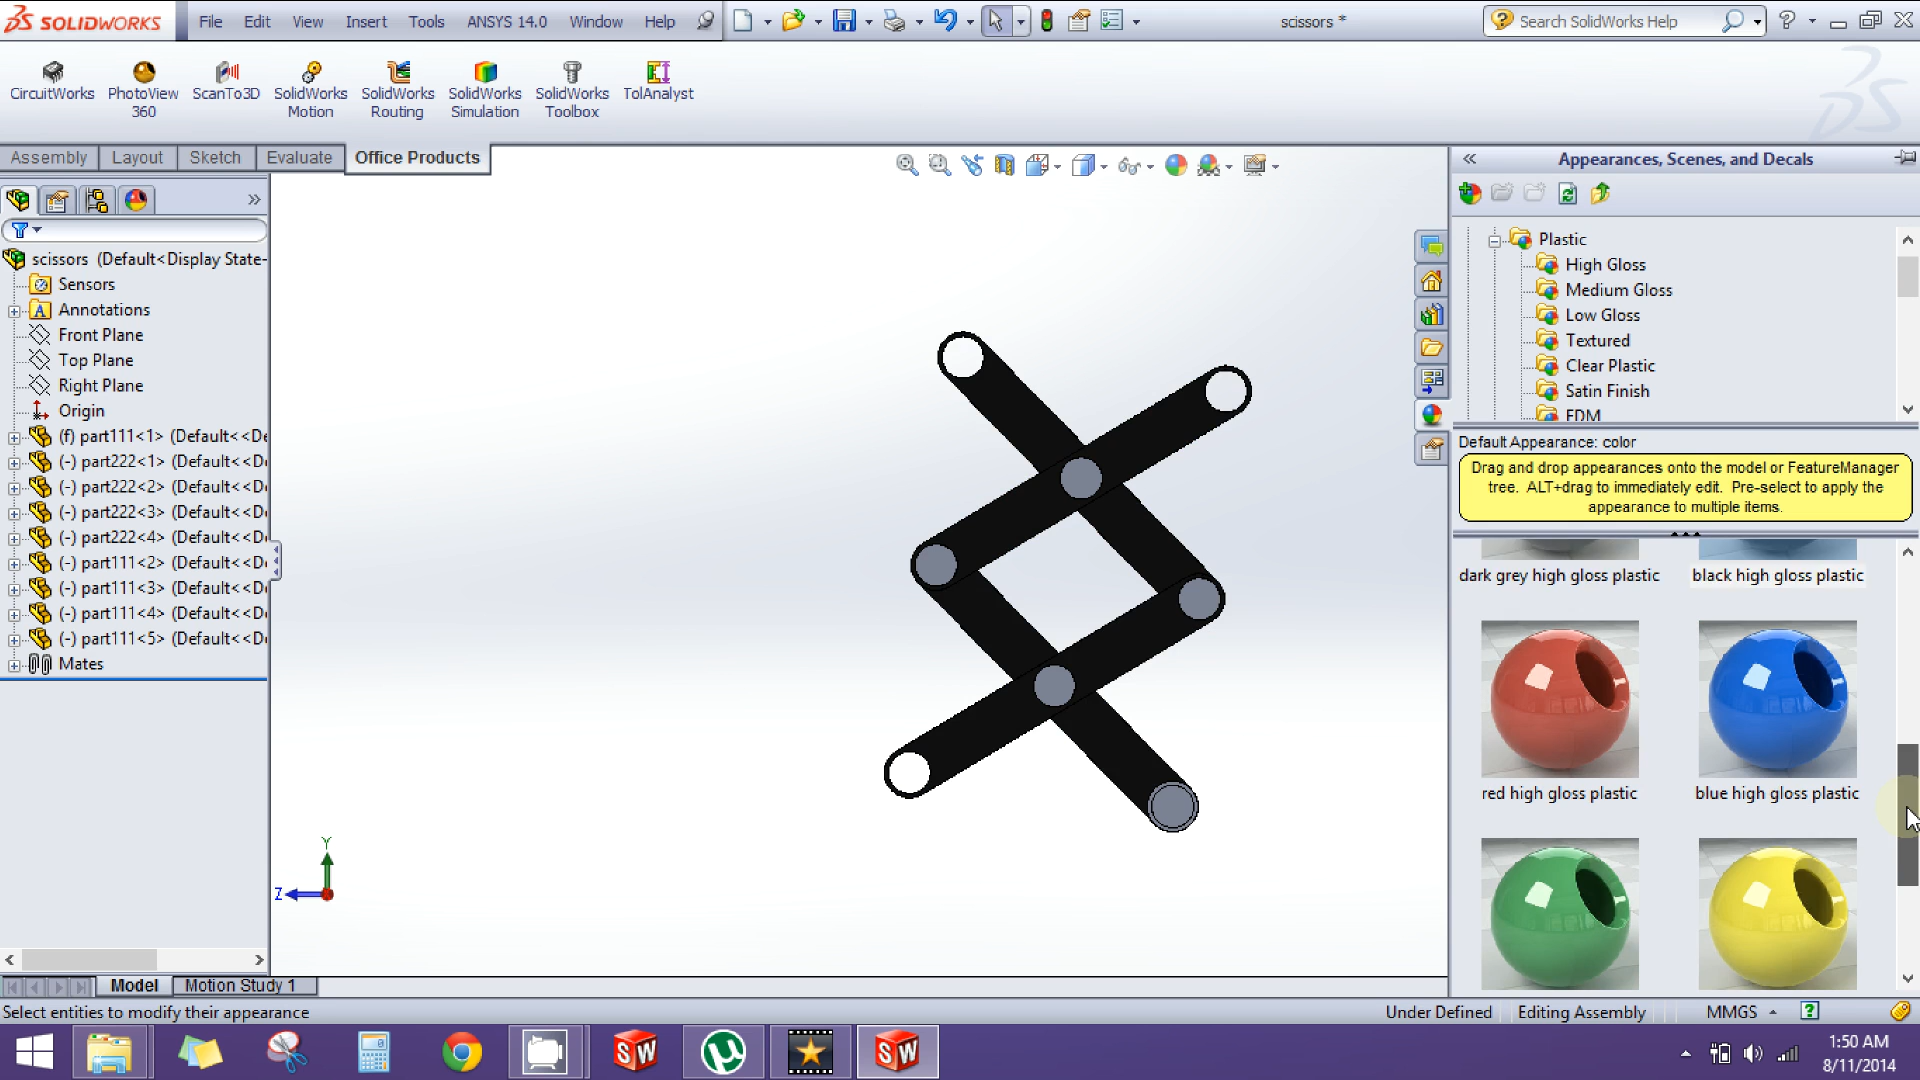 SOLIDWORKS File Edit View Insert Tools ANSYS 14.0 Window Help scissors * Search SolidWorks Help
CircuitWorks PhotoView 360 ScanTo3D SolidWorks Motion SolidWorks Routing SolidWorks Simulation SolidWorks Toolbox TolAnalyst
Assembly Layout Sketch Evaluate Office Products
scissors (Default<Display State-
Sensors
Annotations
Front Plane
Top Plane
Right Plane
Origin
(f) part111<1> (Default<<De
(-) part222<1> (Default<<De
(-) part222<2> (Default<<De
(-) part222<3> (Default<<De
(-) part222<4> (Default<<De
(-) part111<2> (Default<<De
(-) part111<3> (Default<<De
(-) part111<4> (Default<<De
(-) part111<5> (Default<<De
Mates
Y
Z
Appearances, Scenes, and Decals
Plastic
High Gloss
Medium Gloss
Low Gloss
Textured
Clear Plastic
Satin Finish
EDM
Default Appearance: color
Drag and drop appearances onto the model or FeatureManager
tree. ALT+drag to immediately edit. Pre-select to apply the
appearance to multiple items.
dark grey high gloss plastic black high gloss plastic
red high gloss plastic blue high gloss plastic
Model Motion Study 1
Select entities to modify their appearance Under Defined Editing Assembly MMGS
1:50 AM
8/11/2014